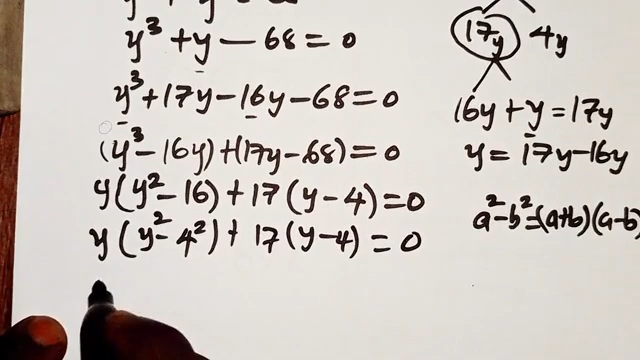 y³ + y - 68 = 0
y³ + 17y - 16y - 68 = 0
(y³ - 16y) + (17y - 68) = 0
y(y² - 16) + 17(y - 4) = 0
y(y² - 4²) + 17(y - 4) = 0
17y 4y
16y + y = 17y
y = 17y - 16y
a² - b² = (a+b)(a-b)